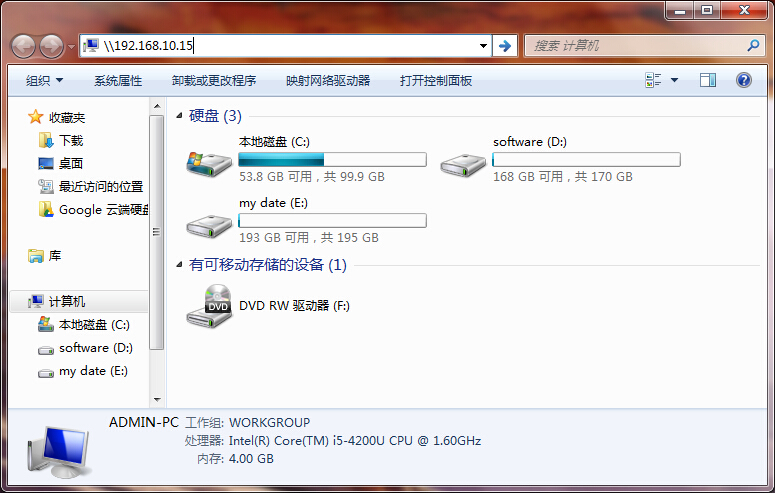 \\192.168.10.15
搜索 计算机
组织 系统属性 卸载或更改程序 映射网络驱动器 打开控制面板
收藏夹
下载
桌面
最近访问的位置
Google 云端硬盘
库
计算机
本地磁盘 (C:)
software (D:)
my date (E:)
硬盘 (3)
本地磁盘 (C:)
53.8 GB 可用，共 99.9 GB
software (D:)
168 GB 可用，共 170 GB
my date (E:)
193 GB 可用，共 195 GB
有可移动存储的设备 (1)
DVD
DVD RW 驱动器 (F:)
ADMIN-PC 工作组: WORKGROUP
处理器: Intel(R) Core(TM) i5-4200U CPU @ 1.60GHz
内存: 4.00 GB